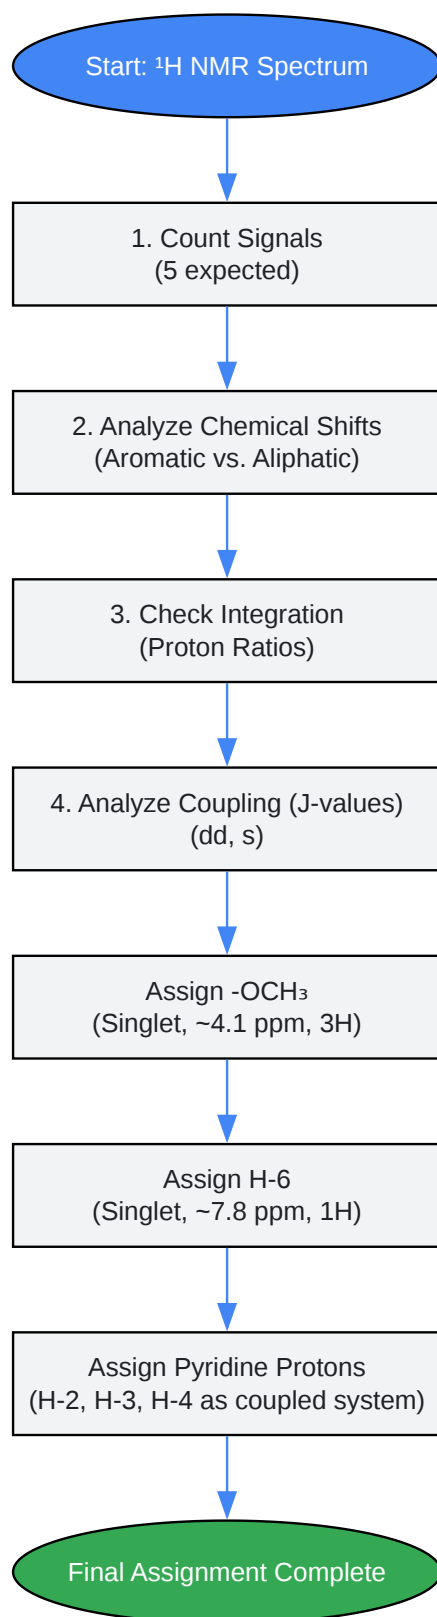 Start: ¹H NMR Spectrum
1. Count Signals
(5 expected)
2. Analyze Chemical Shifts
(Aromatic vs. Aliphatic)
3. Check Integration
(Proton Ratios)
4. Analyze Coupling (J-values)
(dd, s)
Assign -OCH₃
(Singlet, ~4.1 ppm, 3H)
Assign H-6
(Singlet, ~7.8 ppm, 1H)
Assign Pyridine Protons
(H-2, H-3, H-4 as coupled system)
Final Assignment Complete